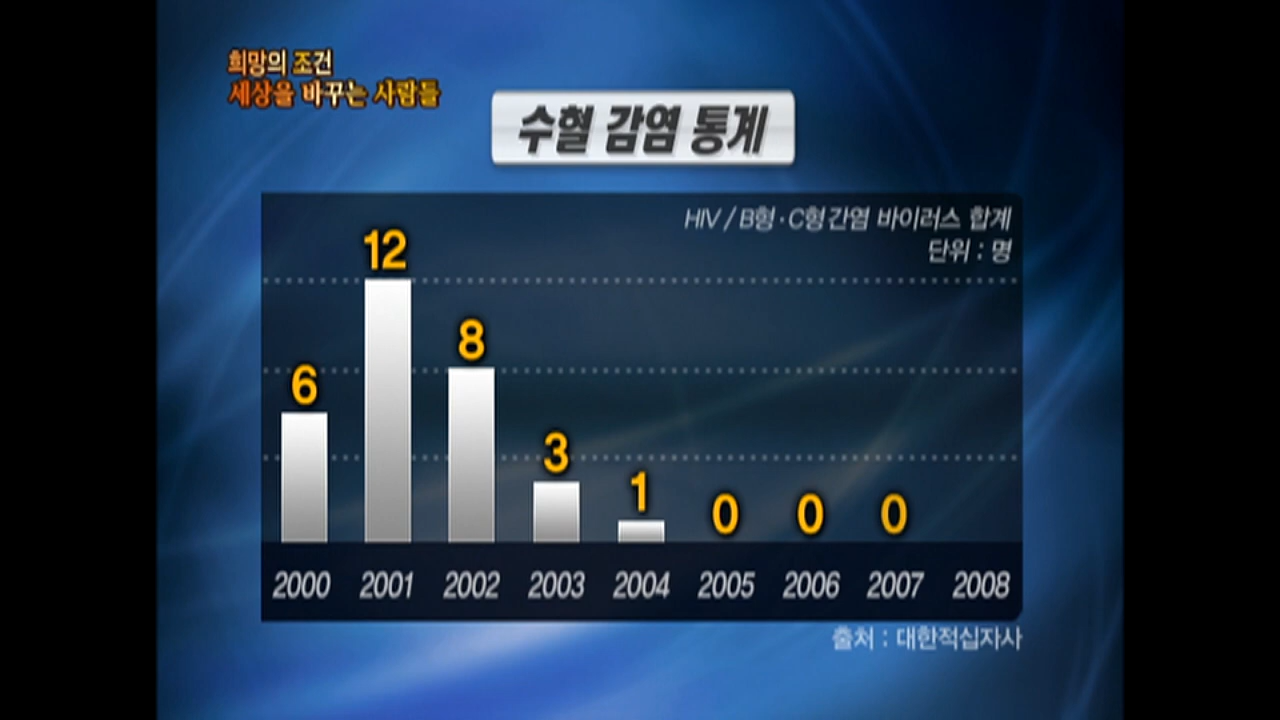 희망의 조건
세상을 바꾸는 사람들
수혈 감염 통계
HIV / B형·C형간염 바이러스 합계
단위 : 명
12
8
6
3
1
0 0 0
2000 2001 2002 2003 2004 2005 2006 2007 2008
출처 : 대한적십자사